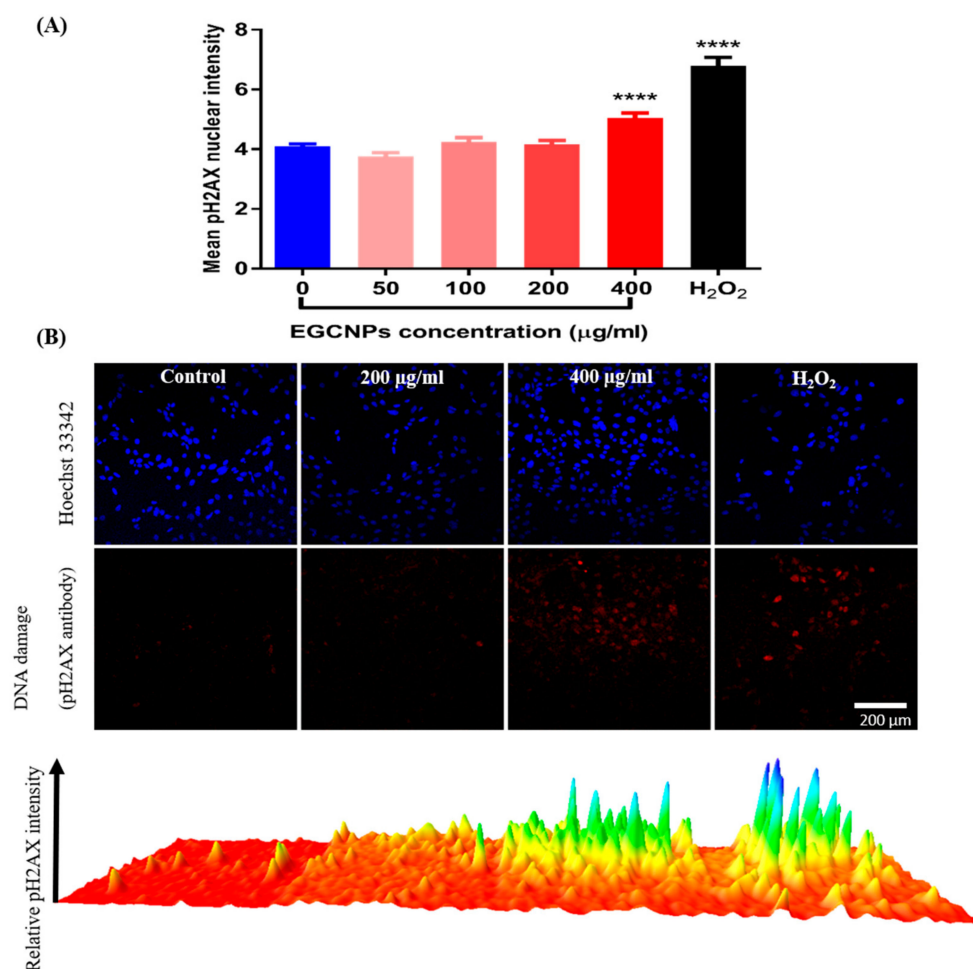 (A)
Mean pH2AX nuclear intensity
8
6
4
2
0
****
****
0 50 100 200 400 H₂O₂
EGCNPs concentration (μg/ml)
(B)
Control 200 μg/ml 400 μg/ml H₂O₂
Hoechst 33342
DNA damage
(pH2AX antibody)
200 μm
Relative pH2AX intensity